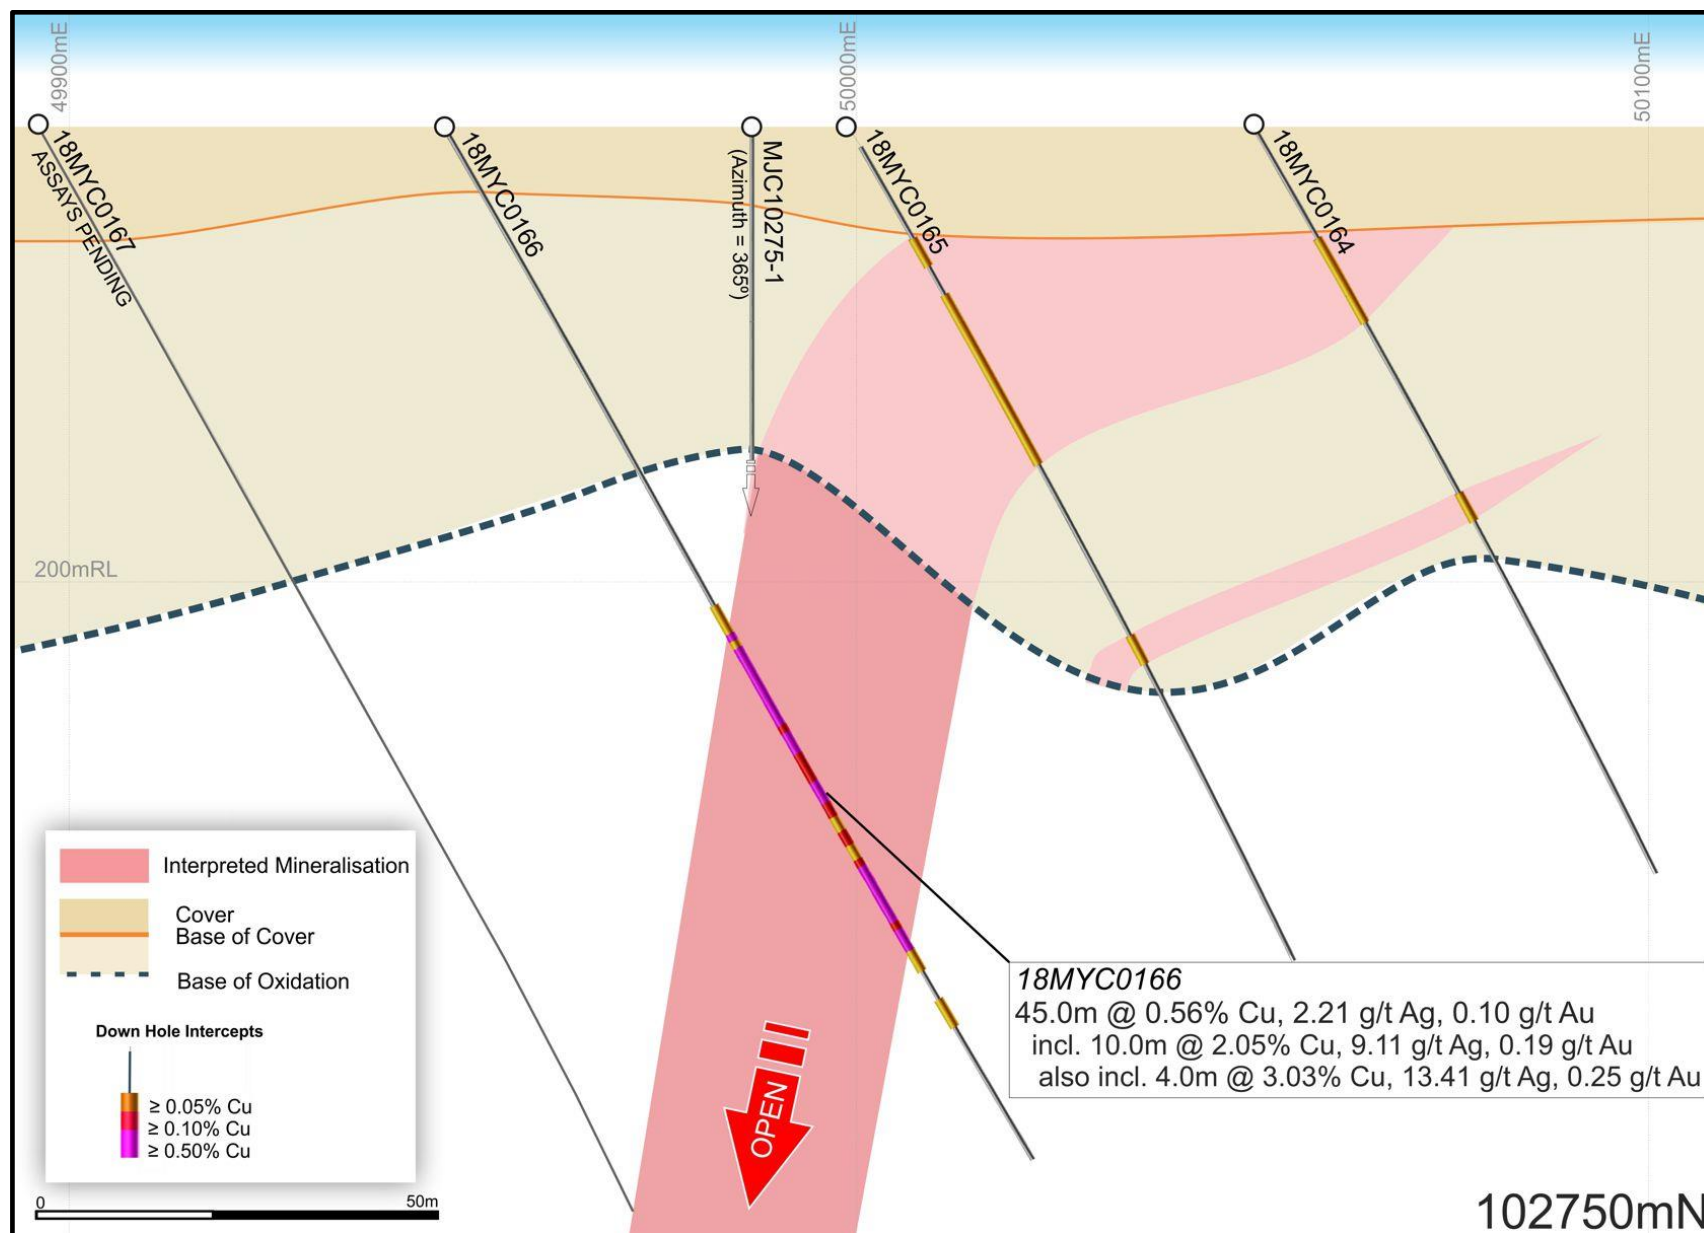 49900mE
50000mE
50100mE
18MYC0167
ASSAYS PENDING
18MYC0166
MJC10275-1
(Azimuth = 365º)
18MYC0165
18MYC0164
200mRL
Interpreted Mineralisation
Cover
Base of Cover
Base of Oxidation
Down Hole Intercepts
≥ 0.05% Cu
≥ 0.10% Cu
≥ 0.50% Cu
0 50m
OPEN
18MYC0166
45.0m @ 0.56% Cu, 2.21 g/t Ag, 0.10 g/t Au
incl. 10.0m @ 2.05% Cu, 9.11 g/t Ag, 0.19 g/t Au
also incl. 4.0m @ 3.03% Cu, 13.41 g/t Ag, 0.25 g/t Au
102750mN